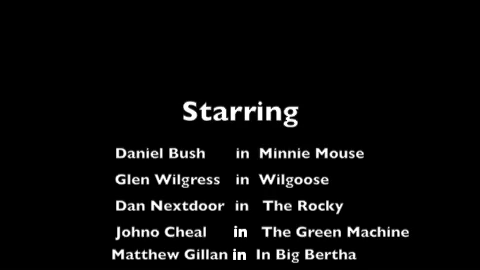 Starring
Daniel Bush in Minnie Mouse
Glen Wilgress in Wilgoose
Dan Nextdoor in The Rocky
Johno Cheal in The Green Machine
Matthew Gillan in In Big Bertha